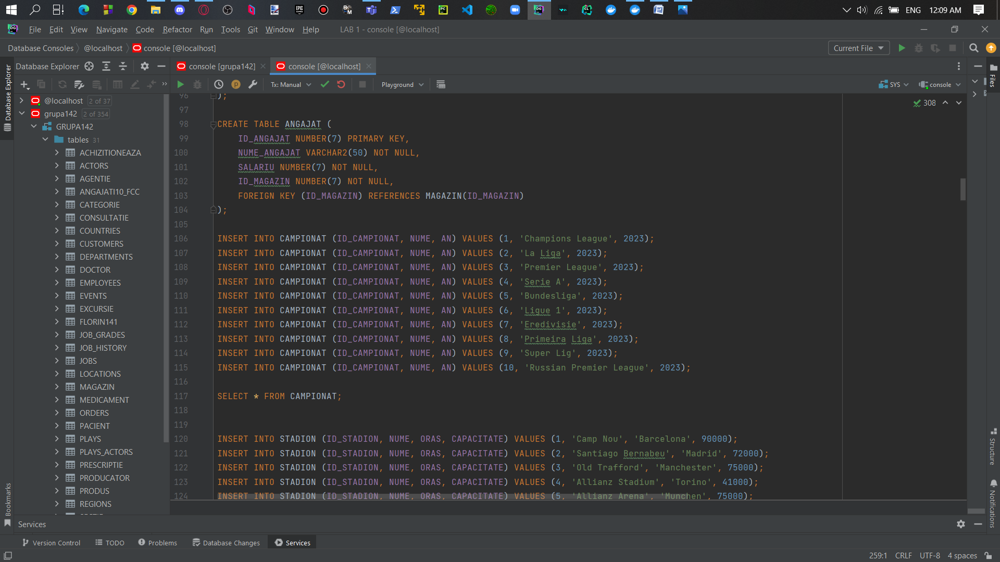 ENG
12:09 AM
File Edit View Navigate Code Refactor Run Tools Git Window Help
LAB 1 - console [@localhost]
Database Consoles
@localhost
console [@localhost]
Current File
Database Explorer
console [grupa142]
console [@localhost]
Tx: Manual
Playground
SYS
console
Database Explorer
Files
@localhost 2 of 37
grupa142 2 of 354
GRUPA142
tables 31
ACHIZITIONEAZA
ACTORS
AGENTIE
ANGAJATI10_FCC
CATEGORIE
CONSULTATIE
COUNTRIES
CUSTOMERS
DEPARTMENTS
DOCTOR
EMPLOYEES
EVENTS
EXCURSIE
FLORIN141
JOB_GRADES
JOB_HISTORY
JOBS
LOCATIONS
MAGAZIN
MEDICAMENT
ORDERS
PACIENT
PLAYS
PLAYS_ACTORS
PRESCRIPTIE
PRODUCATOR
PRODUS
REGIONS
308
96 );
97
98 CREATE TABLE ANGAJAT (
99 ID_ANGAJAT NUMBER(7) PRIMARY KEY,
100 NUME_ANGAJAT VARCHAR2(50) NOT NULL,
101 SALARIU NUMBER(7) NOT NULL,
102 ID_MAGAZIN NUMBER(7) NOT NULL,
103 FOREIGN KEY (ID_MAGAZIN) REFERENCES MAGAZIN(ID_MAGAZIN)
104 );
105
106 INSERT INTO CAMPIONAT (ID_CAMPIONAT, NUME, AN) VALUES (1, 'Champions League', 2023);
107 INSERT INTO CAMPIONAT (ID_CAMPIONAT, NUME, AN) VALUES (2, 'La Liga', 2023);
108 INSERT INTO CAMPIONAT (ID_CAMPIONAT, NUME, AN) VALUES (3, 'Premier League', 2023);
109 INSERT INTO CAMPIONAT (ID_CAMPIONAT, NUME, AN) VALUES (4, 'Serie A', 2023);
110 INSERT INTO CAMPIONAT (ID_CAMPIONAT, NUME, AN) VALUES (5, 'Bundesliga', 2023);
111 INSERT INTO CAMPIONAT (ID_CAMPIONAT, NUME, AN) VALUES (6, 'Ligue 1', 2023);
112 INSERT INTO CAMPIONAT (ID_CAMPIONAT, NUME, AN) VALUES (7, 'Eredivisie', 2023);
113 INSERT INTO CAMPIONAT (ID_CAMPIONAT, NUME, AN) VALUES (8, 'Primeira Liga', 2023);
114 INSERT INTO CAMPIONAT (ID_CAMPIONAT, NUME, AN) VALUES (9, 'Super Lig', 2023);
115 INSERT INTO CAMPIONAT (ID_CAMPIONAT, NUME, AN) VALUES (10, 'Russian Premier League', 2023);
116
117 SELECT * FROM CAMPIONAT;
118
119
120 INSERT INTO STADION (ID_STADION, NUME, ORAS, CAPACITATE) VALUES (1, 'Camp Nou', 'Barcelona', 90000);
121 INSERT INTO STADION (ID_STADION, NUME, ORAS, CAPACITATE) VALUES (2, 'Santiago Bernabeu', 'Madrid', 72000);
122 INSERT INTO STADION (ID_STADION, NUME, ORAS, CAPACITATE) VALUES (3, 'Old Trafford', 'Manchester', 75000);
123 INSERT INTO STADION (ID_STADION, NUME, ORAS, CAPACITATE) VALUES (4, 'Allianz Stadium', 'Torino', 41000);
124 INSERT INTO STADION (ID_STADION, NUME, ORAS, CAPACITATE) VALUES (5, 'Allianz Arena', 'Munchen', 75000);
Structure
Notifications
Bookmarks
Services
Version Control
TODO
Problems
Database Changes
Services
259:1 CRLF UTF-8 4 spaces